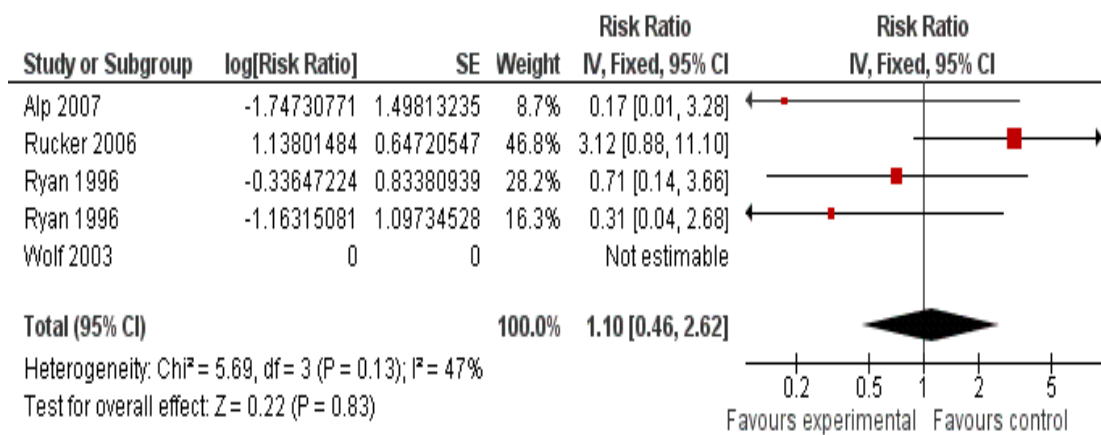 Risk Ratio Risk Ratio
Study or Subgroup log[Risk Ratio] SE Weight IV, Fixed, 95% CI IV, Fixed, 95% CI
Alp 2007 -1.74730771 1.49813235 8.7% 0.17 [0.01, 3.28]
Rucker 2006 1.13801484 0.64720547 46.8% 3.12 [0.88, 11.10]
Ryan 1996 -0.33647224 0.83380939 28.2% 0.71 [0.14, 3.66]
Ryan 1996 -1.16315081 1.09734528 16.3% 0.31 [0.04, 2.68]
Wolf 2003 0 0 Not estimable
Total (95% CI) 100.0% 1.10 [0.46, 2.62]
Heterogeneity: Chi² = 5.69, df = 3 (P = 0.13); I² = 47%
Test for overall effect: Z = 0.22 (P = 0.83)
0.2 0.5 1 2 5
Favours experimental Favours control